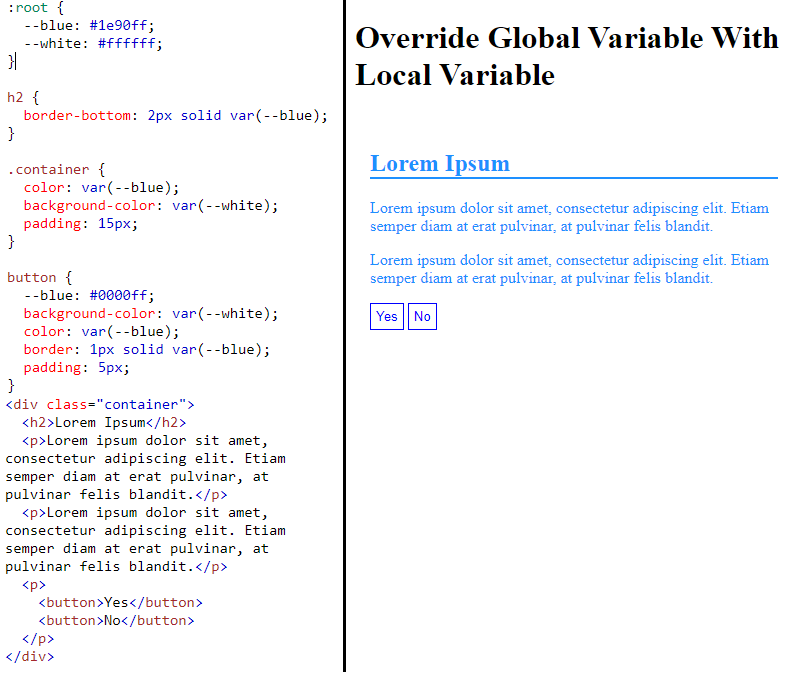 :root {
  --blue: #1e90ff;
  --white: #ffffff;
}
h2 {
  border-bottom: 2px solid var(--blue);
}
.container {
  color: var(--blue);
  background-color: var(--white);
  padding: 15px;
}
button {
  --blue: #0000ff;
  background-color: var(--white);
  color: var(--blue);
  border: 1px solid var(--blue);
  padding: 5px;
}
<div class="container">
  <h2>Lorem Ipsum</h2>
  <p>Lorem ipsum dolor sit amet,
consectetur adipiscing elit. Etiam
semper diam at erat pulvinar, at
pulvinar felis blandit.</p>
  <p>Lorem ipsum dolor sit amet,
consectetur adipiscing elit. Etiam
semper diam at erat pulvinar, at
pulvinar felis blandit.</p>
  <p>
    <button>Yes</button>
    <button>No</button>
  </p>
</div>
Override Global Variable With
Local Variable
Lorem Ipsum
Lorem ipsum dolor sit amet, consectetur adipiscing elit. Etiam
semper diam at erat pulvinar, at pulvinar felis blandit.
Lorem ipsum dolor sit amet, consectetur adipiscing elit. Etiam
semper diam at erat pulvinar, at pulvinar felis blandit.
Yes No